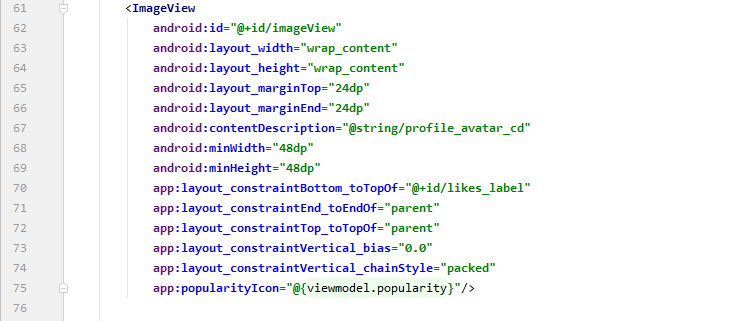 61 <ImageView
62 android:id="@+id/imageView"
63 android:layout_width="wrap_content"
64 android:layout_height="wrap_content"
65 android:layout_marginTop="24dp"
66 android:layout_marginEnd="24dp"
67 android:contentDescription="@string/profile_avatar_cd"
68 android:minWidth="48dp"
69 android:minHeight="48dp"
70 app:layout_constraintBottom_toTopOf="@+id/likes_label"
71 app:layout_constraintEnd_toEndOf="parent"
72 app:layout_constraintTop_toTopOf="parent"
73 app:layout_constraintVertical_bias="0.0"
74 app:layout_constraintVertical_chainStyle="packed"
75 app:popularityIcon="@{viewmodel.popularity}"/>
76